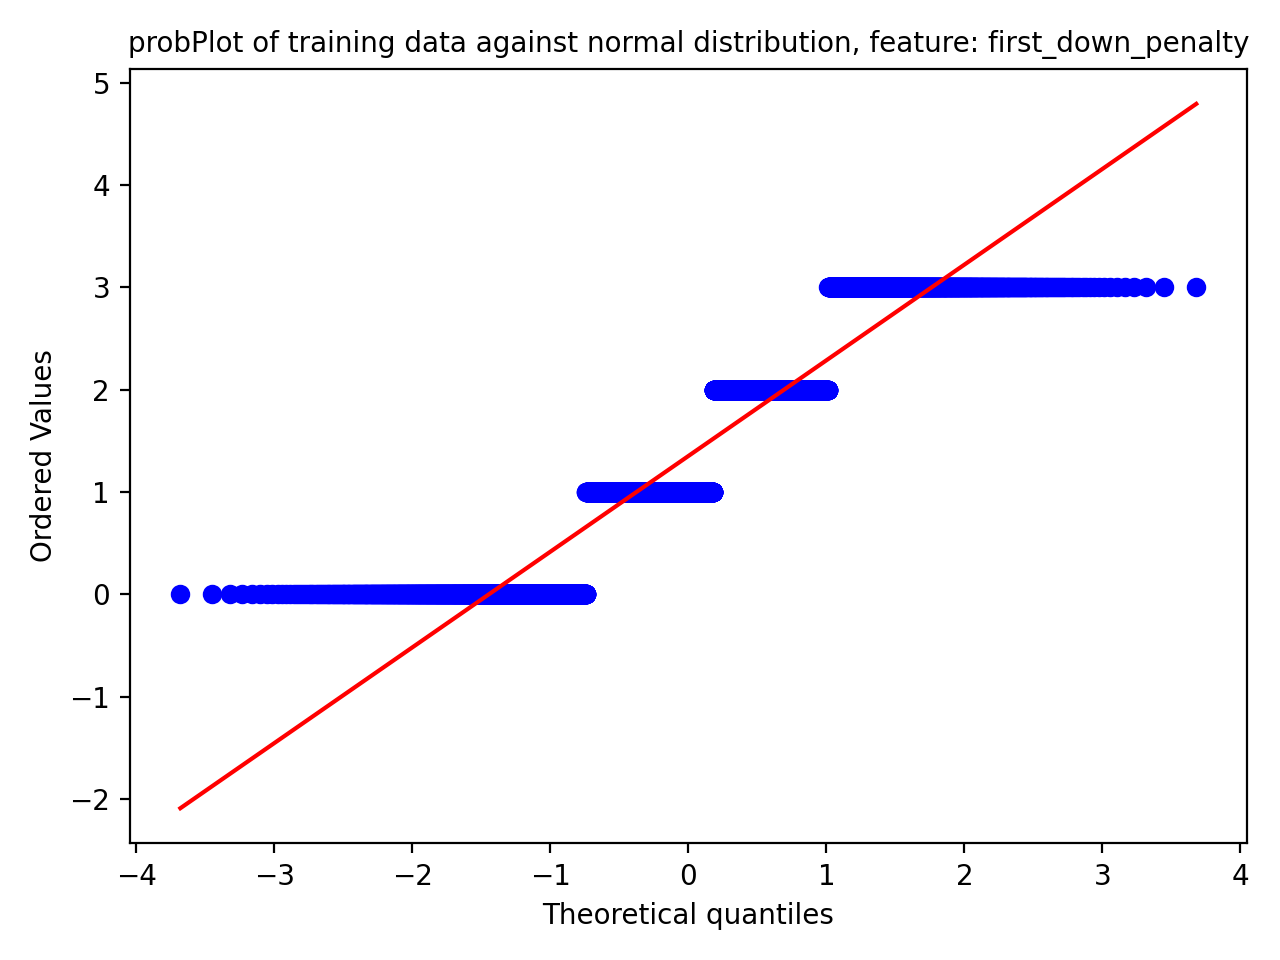 probPlot of training data against normal distribution, feature: first_down_penalty
5
4
3
2
1
0
−1
−2
Ordered Values
−4 −3 −2 −1 0 1 2 3 4
Theoretical quantiles